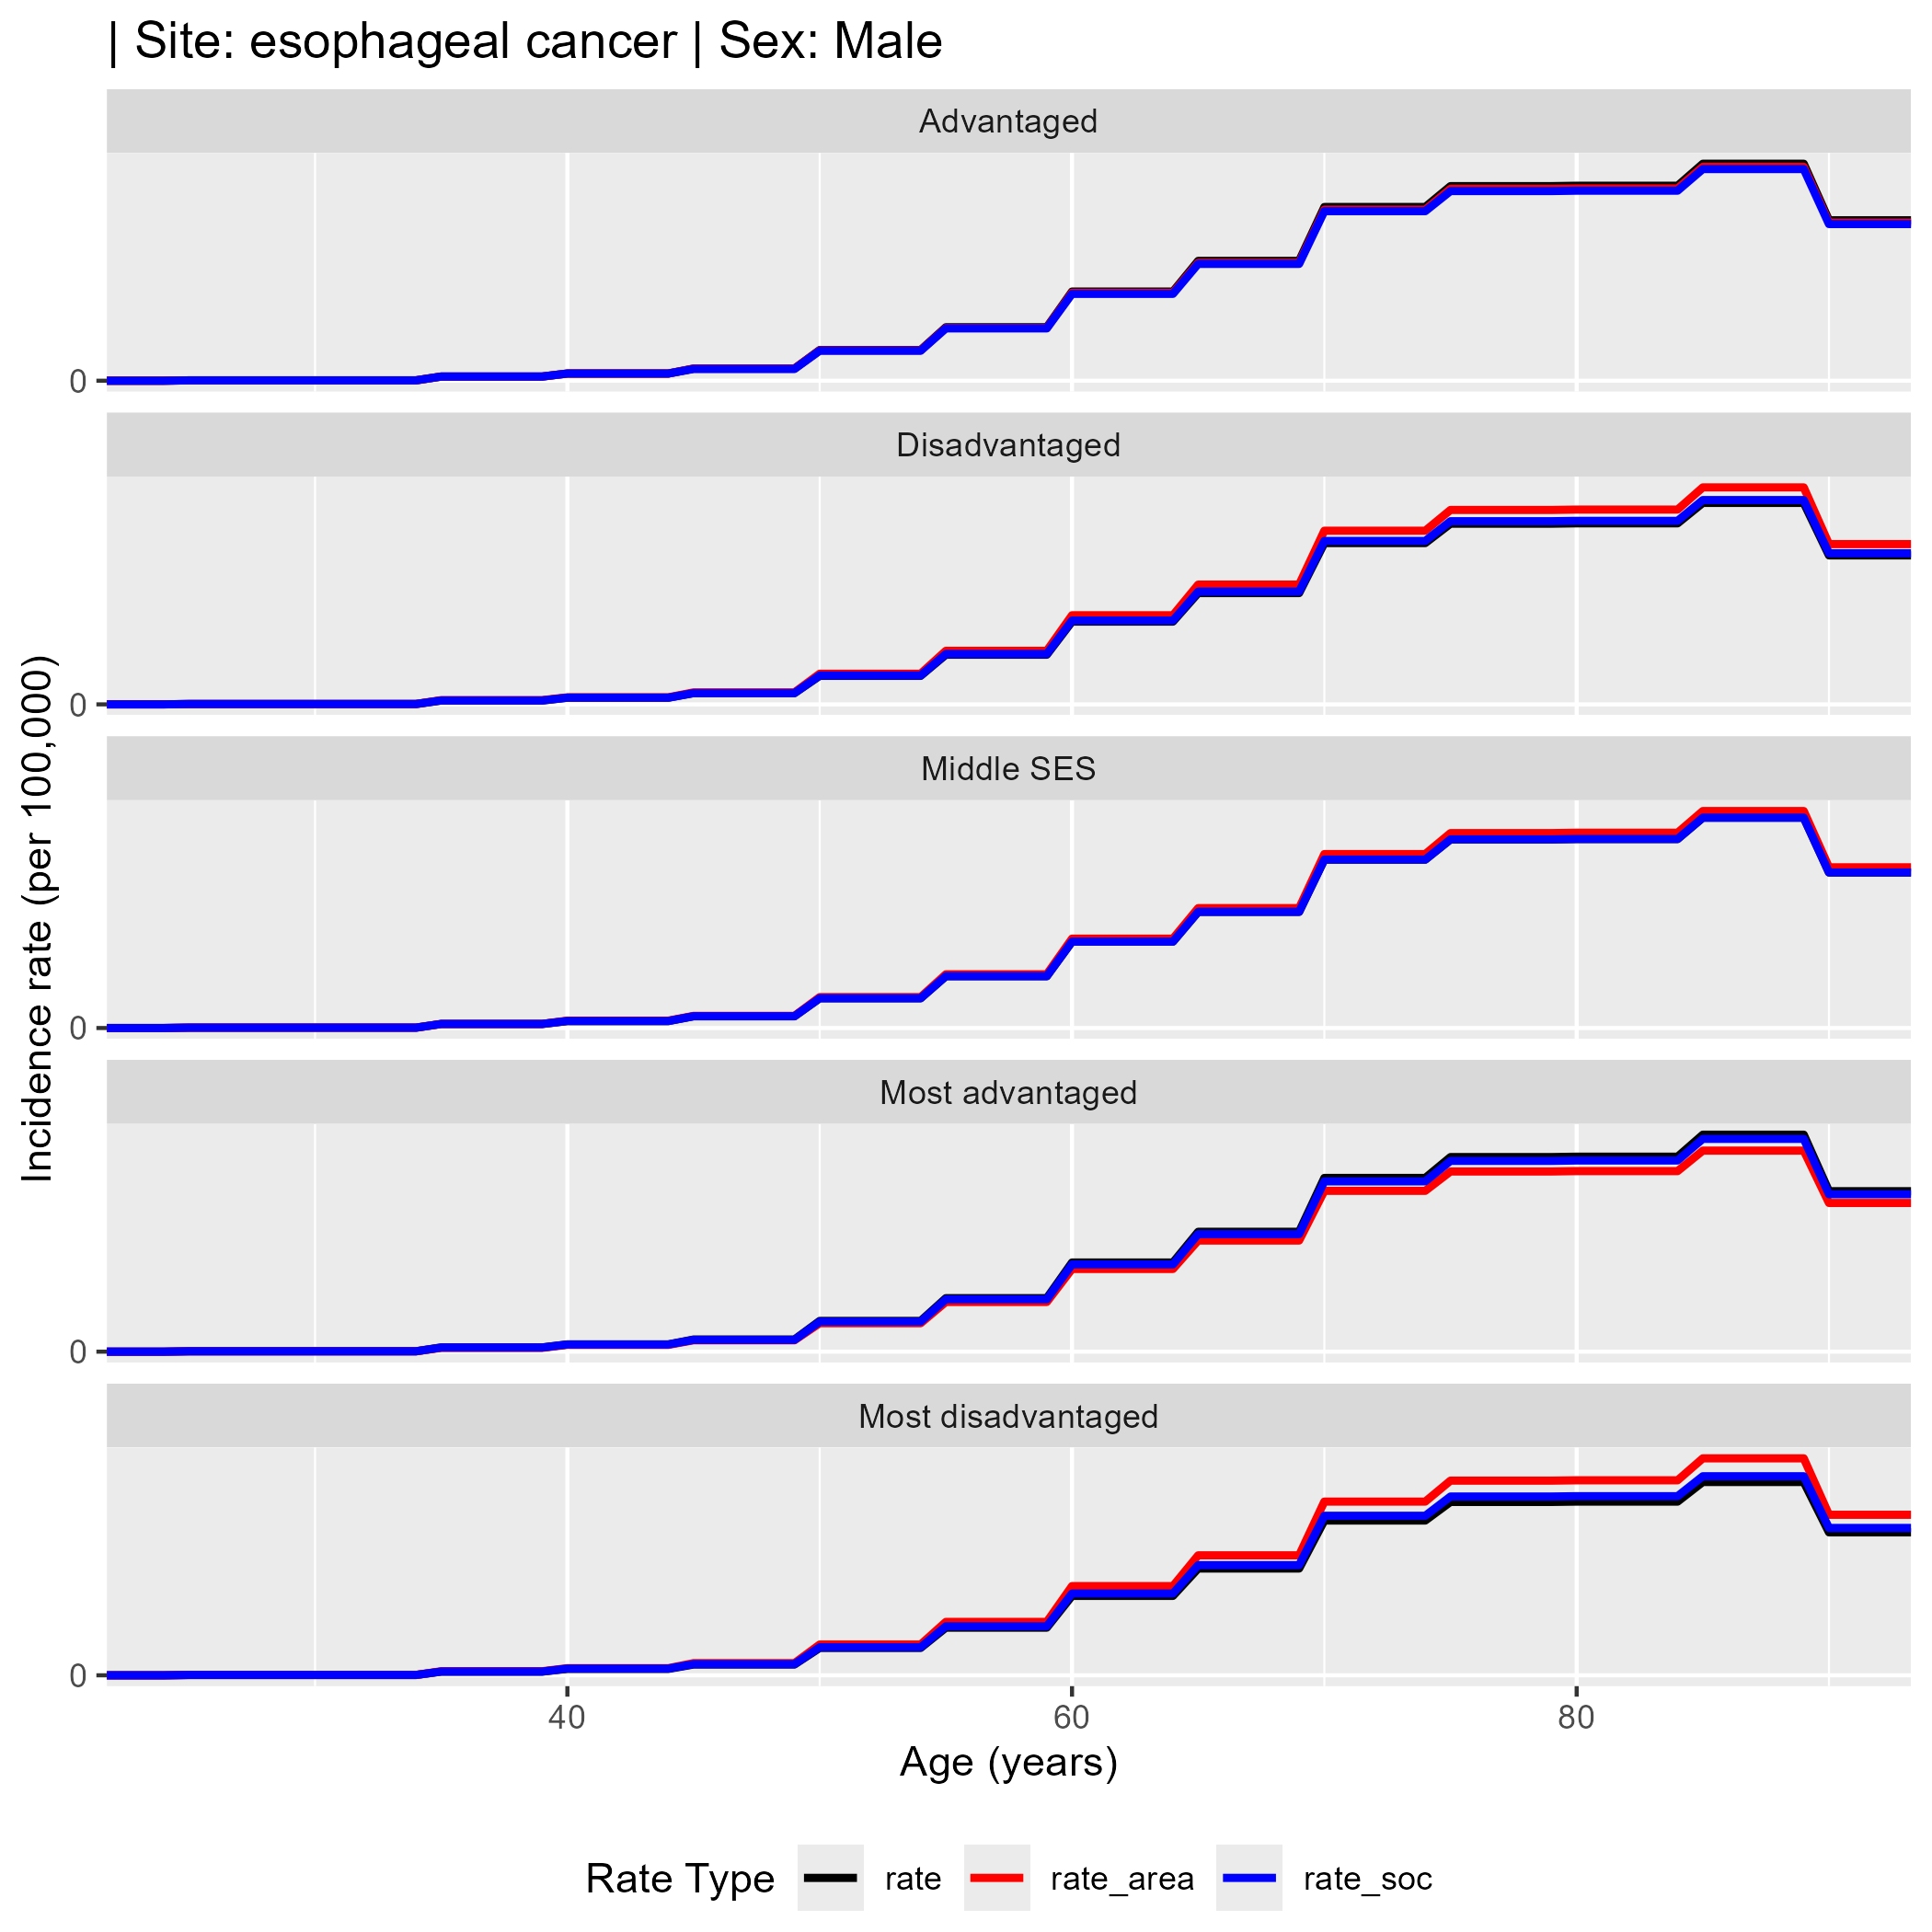 | Site: esophageal cancer | Sex: Male
Advantaged
0
Disadvantaged
0
Middle SES
0
Incidence rate (per 100,000)
Most advantaged
0
Most disadvantaged
0
40 60 80
Age (years)
Rate Type rate rate_area rate_soc